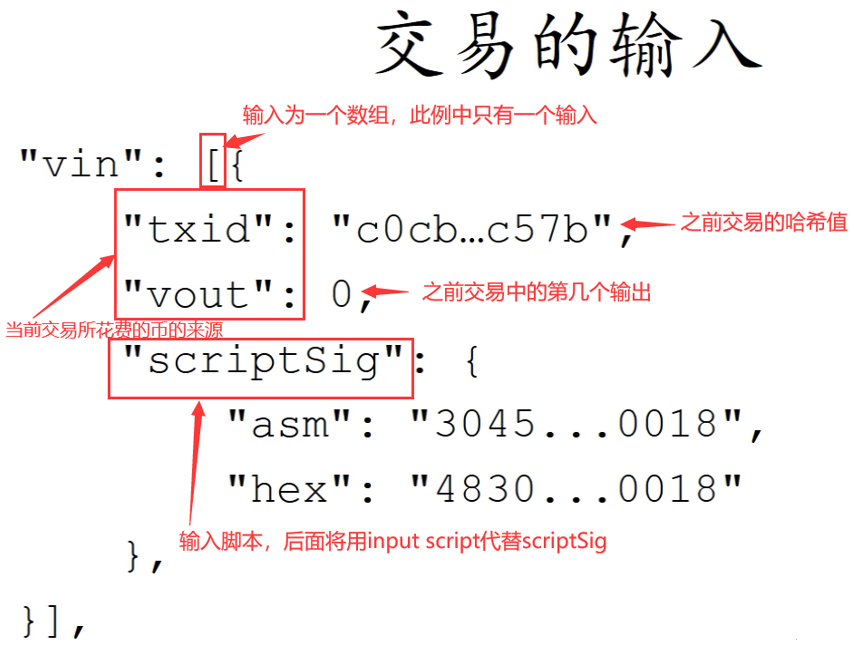 交易的输入
输入为一个数组，此例中只有一个输入
"vin": [{
"txid": "c0cb…c57b",
之前交易的哈希值
"vout": 0,
之前交易中的第几个输出
当前交易所花费的币的来源
"scriptSig": {
"asm": "3045...0018",
"hex": "4830...0018"
输入脚本，后面将用input script代替scriptSig
},
}],